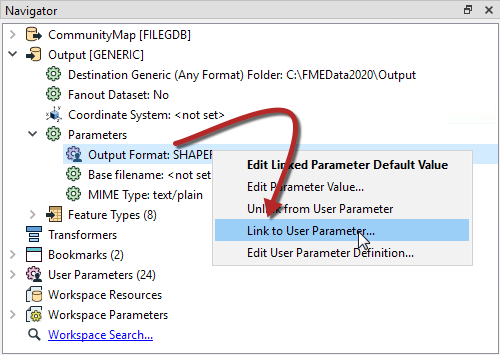 Navigator
CommunityMap [FILEGDB]
Output [GENERIC]
Destination Generic (Any Format) Folder: C:\FMEData2020\Output
Fanout Dataset: No
Coordinate System: <not set>
Parameters
Output Format: SHAPEF
Base filename: <not set
MIME Type: text/plain
Feature Types (8)
Transformers
Bookmarks (2)
User Parameters (24)
Workspace Resources
Workspace Parameters
Workspace Search...
Edit Linked Parameter Default Value
Edit Parameter Value...
Unlink from User Parameter
Link to User Parameter...
Edit User Parameter Definition...